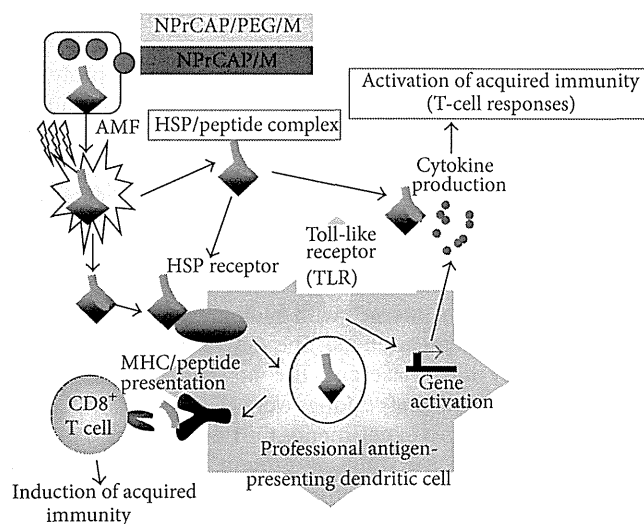 NPrCAP/PEG/M
NPrCAP/M
Activation of acquired immunity
(T-cell responses)
AMF
HSP/peptide complex
Cytokine
production
Toll-like
receptor
(TLR)
HSP receptor
MHC/peptide
presentation
Gene
activation
CD8+
T cell
Professional antigen-
presenting dendritic cell
Induction of acquired
immunity